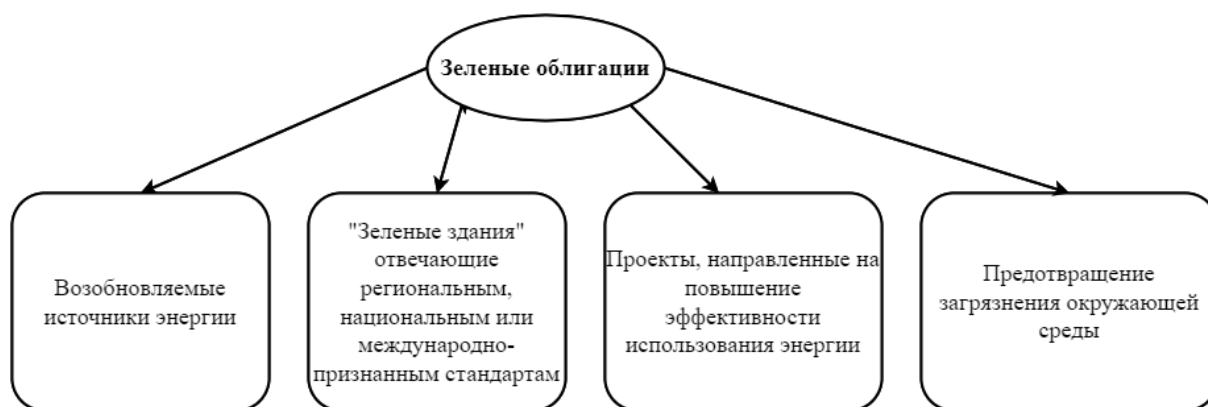 Зеленые облигации
Возобновляемые
источники энергии
"Зеленые здания"
отвечающие
региональным,
национальным или
международно-
признанным стандартам
Проекты, направленные на
повышение
эффективности
использования энергии
Предотвращение
загрязнения окружающей
среды